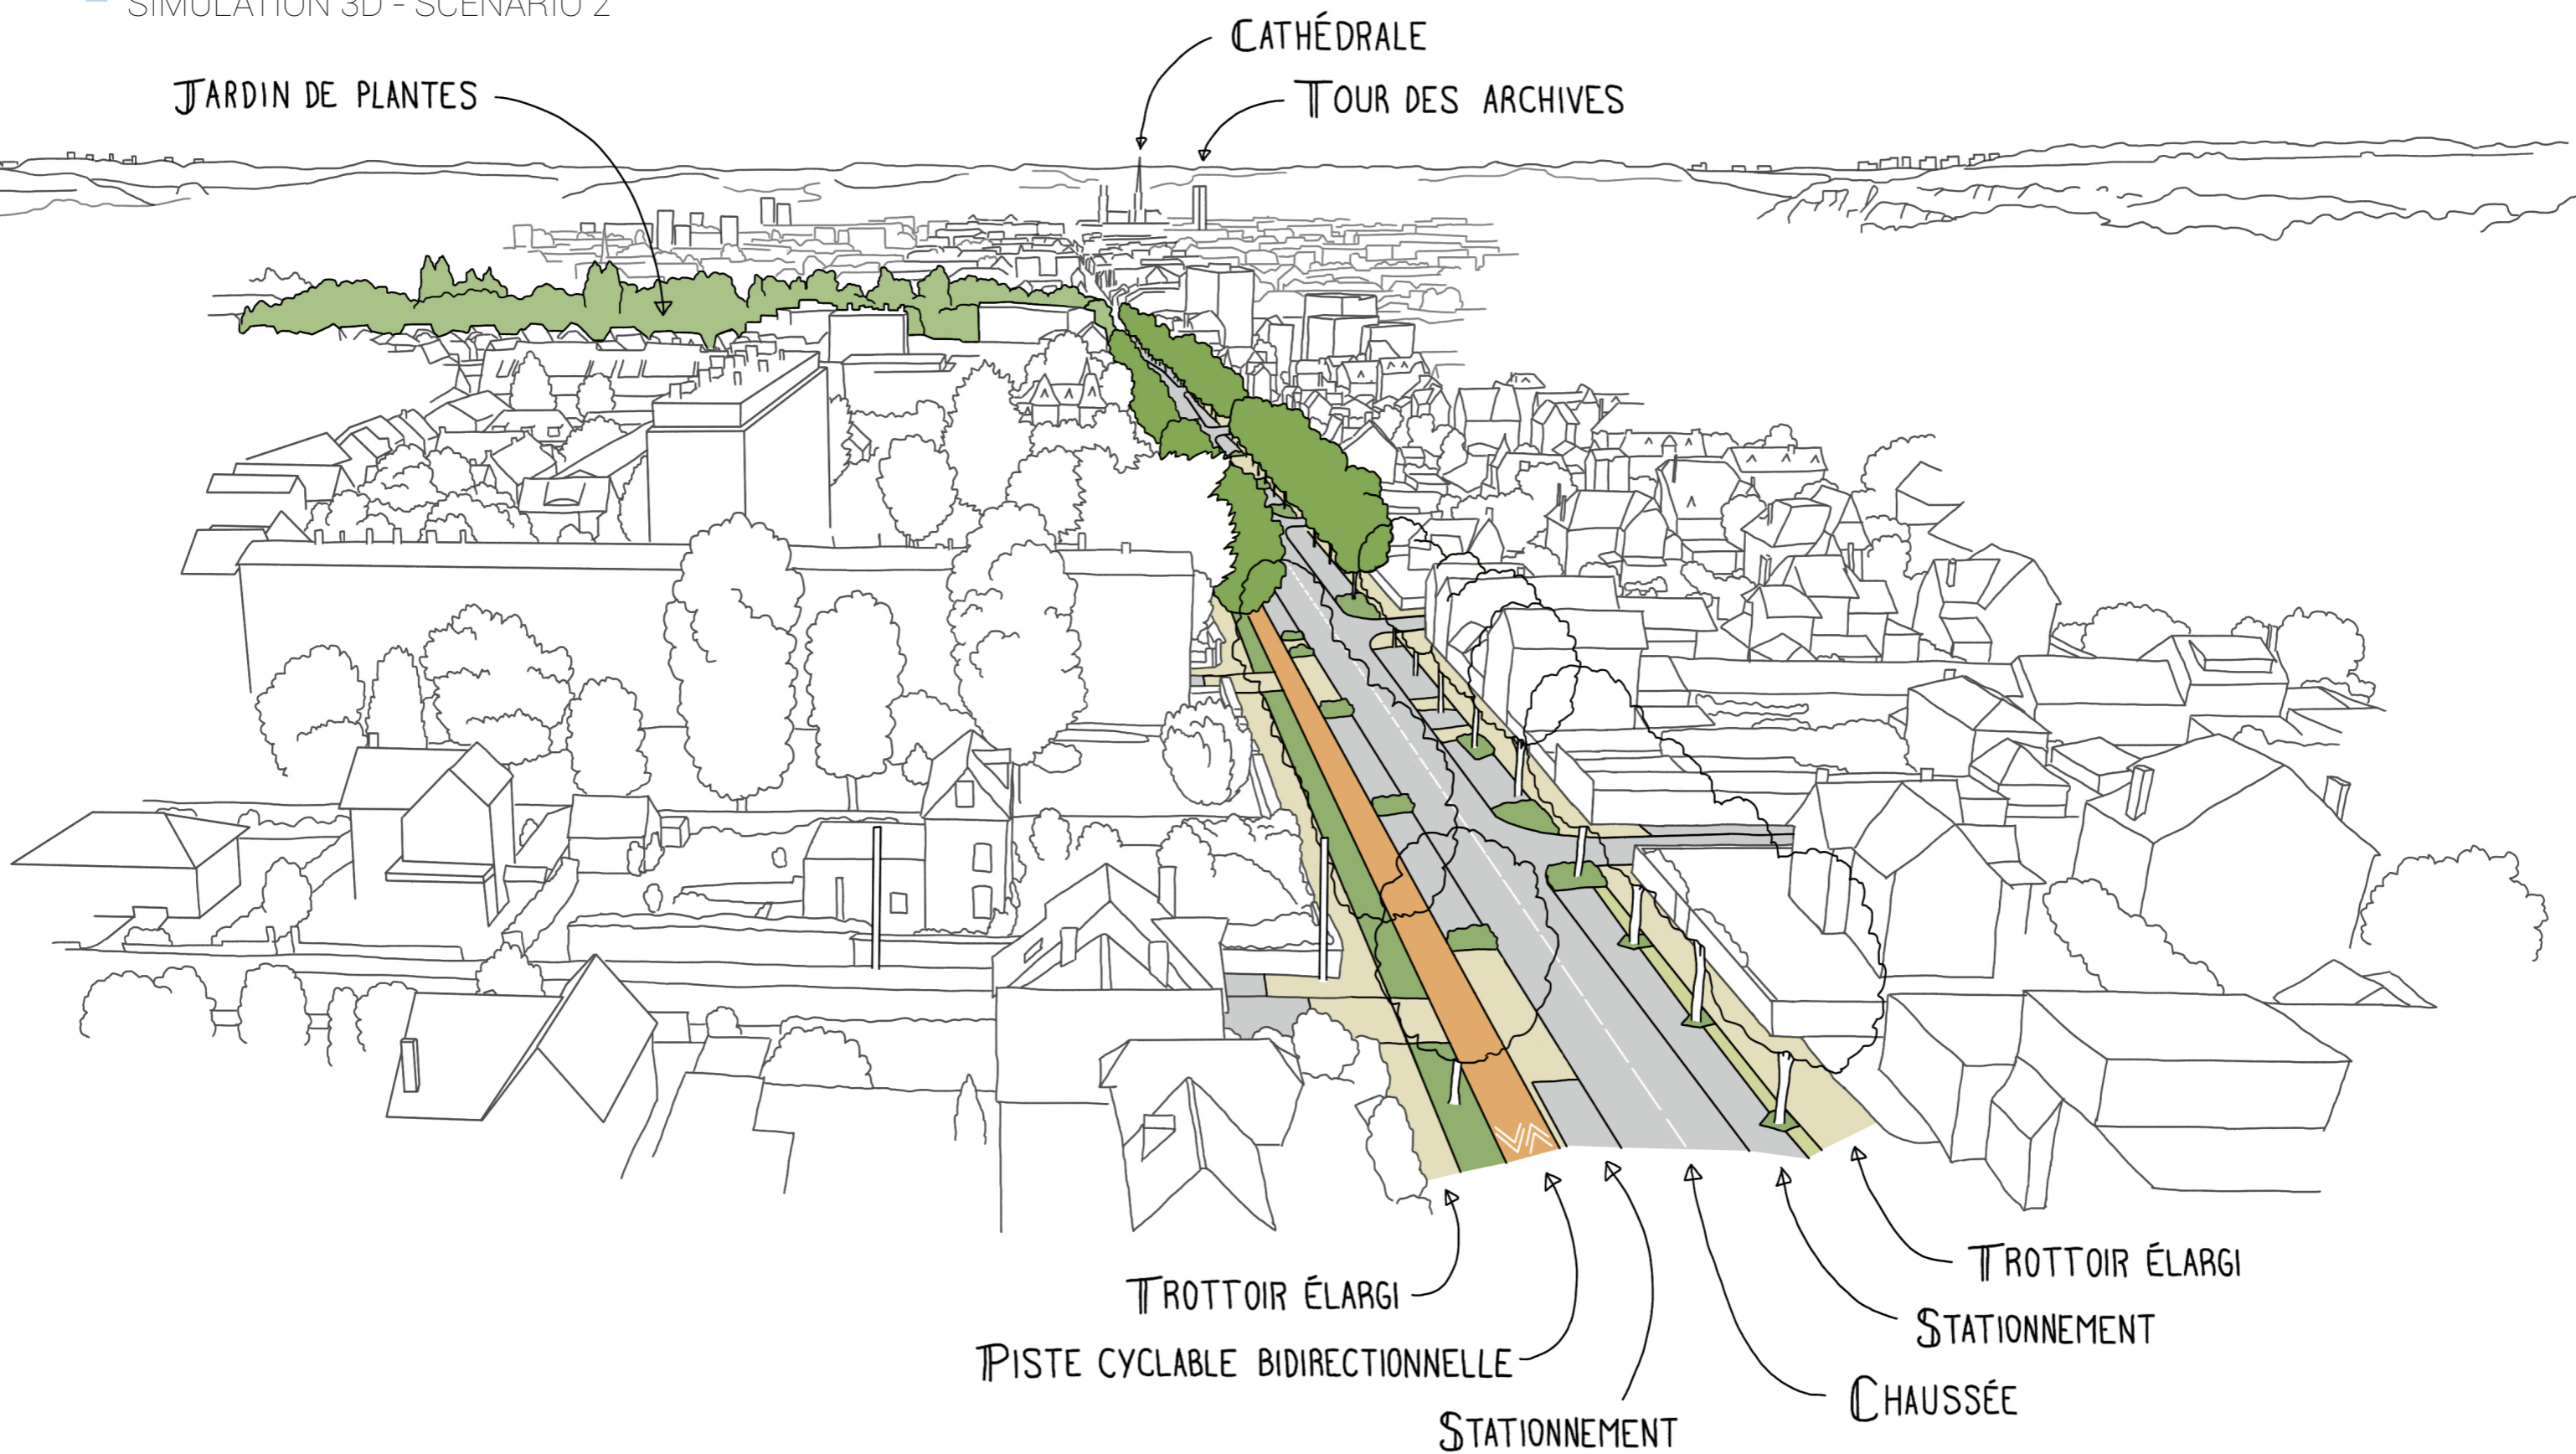 SIMULATION 3D - SCÉNARIO 2
CATHÉDRALE
JARDIN DE PLANTES
TOUR DES ARCHIVES
TROTTOIR ÉLARGI
TROTTOIR ÉLARGI
STATIONNEMENT
PISTE CYCLABLE BIDIRECTIONNELLE
CHAUSSÉE
STATIONNEMENT